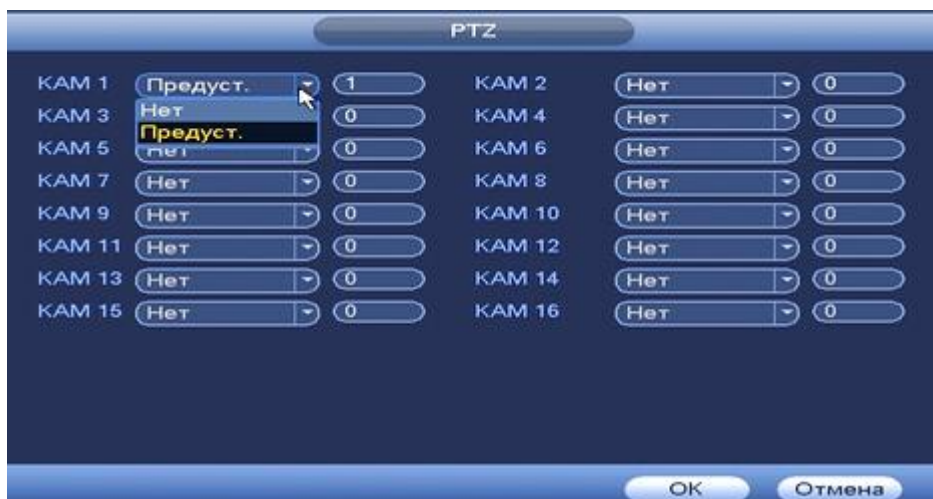 PTZ
КАМ 1 Предуст. 1 КАМ 2 Нет 0
КАМ 3 Нет 0 КАМ 4 Нет 0
Предуст.
КАМ 5 Нет 0 КАМ 6 Нет 0
КАМ 7 Нет 0 КАМ 8 Нет 0
КАМ 9 Нет 0 КАМ 10 Нет 0
КАМ 11 Нет 0 КАМ 12 Нет 0
КАМ 13 Нет 0 КАМ 14 Нет 0
КАМ 15 Нет 0 КАМ 16 Нет 0
OK Отмена